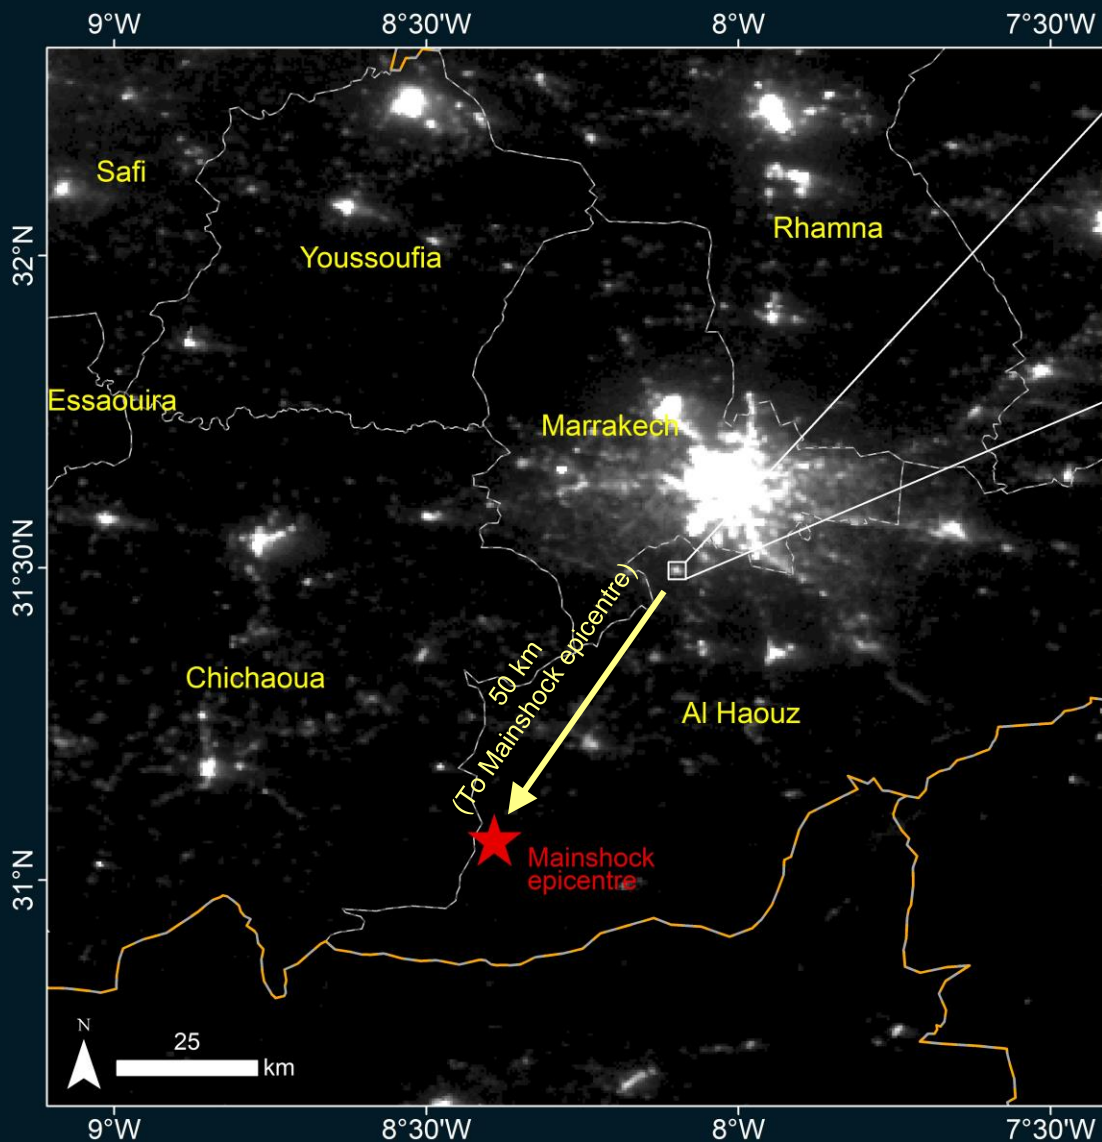 9°W 8°30'W 8°W 7°30'W
Safi
Rhamna
Youssoufia
32°N
Essaouira
Marrakech
31°30'N
50 km
(To Mainshock epicentre)
Chichaoua
Al Haouz
Mainshock
epicentre
31°N
N
25
km
9°W 8°30'W 8°W 7°30'W